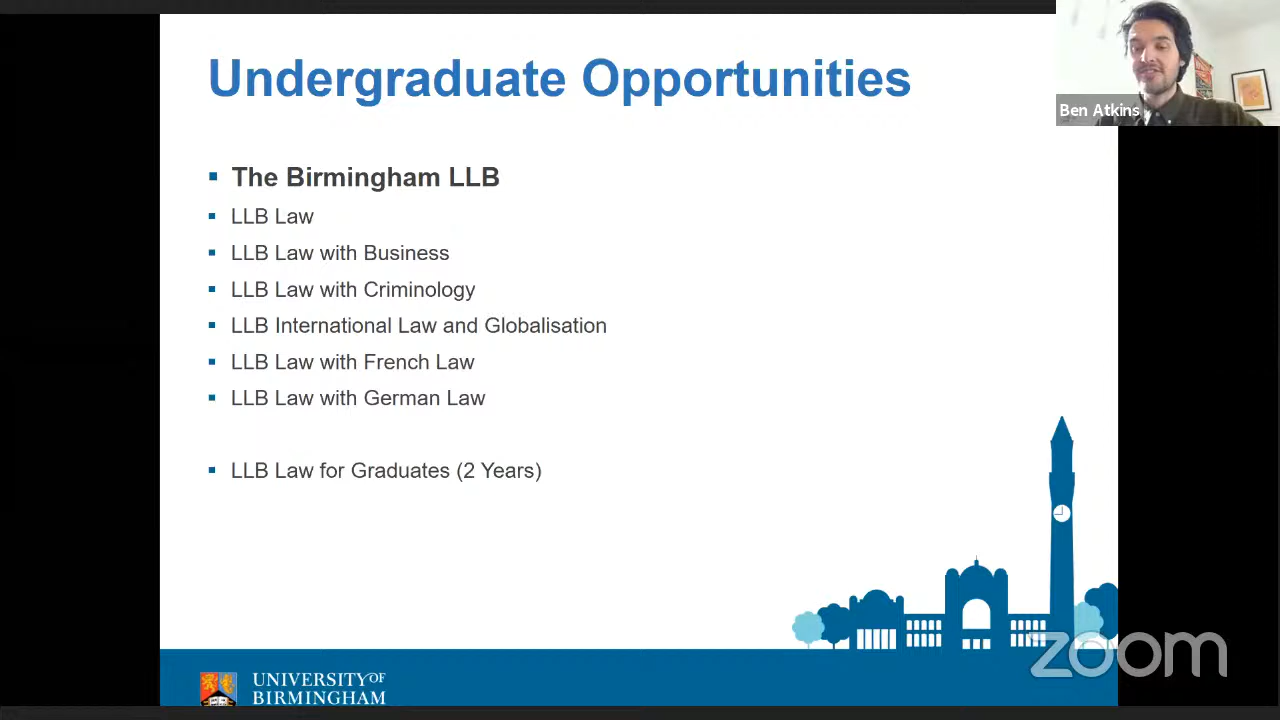 Undergraduate Opportunities
Ben Atkins
The Birmingham LLB
LLB Law
LLB Law with Business
LLB Law with Criminology
LLB International Law and Globalisation
LLB Law with French Law
LLB Law with German Law
LLB Law for Graduates (2 Years)
zoom
UNIVERSITY OF
BIRMINGHAM